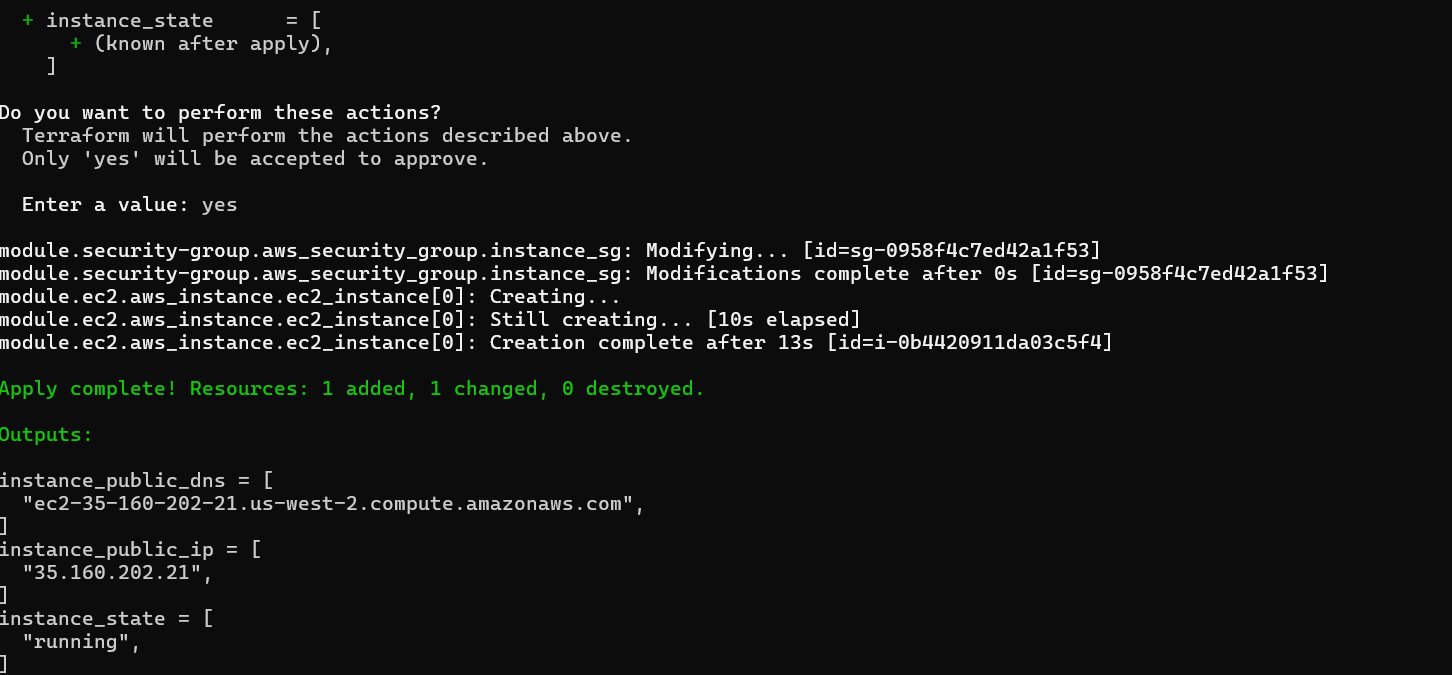 + instance_state      = [
+ (known after apply),
]
Do you want to perform these actions?
Terraform will perform the actions described above.
Only 'yes' will be accepted to approve.
Enter a value: yes
module.security-group.aws_security_group.instance_sg: Modifying... [id=sg-0958f4c7ed42a1f53]
module.security-group.aws_security_group.instance_sg: Modifications complete after 0s [id=sg-0958f4c7ed42a1f53]
module.ec2.aws_instance.ec2_instance[0]: Creating...
module.ec2.aws_instance.ec2_instance[0]: Still creating... [10s elapsed]
module.ec2.aws_instance.ec2_instance[0]: Creation complete after 13s [id=i-0b4420911da03c5f4]
Apply complete! Resources: 1 added, 1 changed, 0 destroyed.
Outputs:
instance_public_dns = [
"ec2-35-160-202-21.us-west-2.compute.amazonaws.com",
]
instance_public_ip = [
"35.160.202.21",
]
instance_state = [
"running",
]